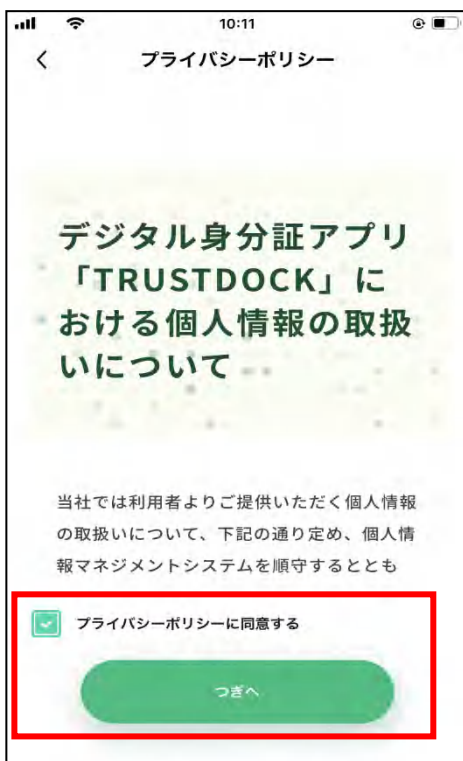 10:11
プライバシーポリシー
デジタル身分証アプリ
「TRUSTDOCK」に
おける個人情報の取扱
いについて
当社では利用者よりご提供いただく個人情報
の取扱いについて、下記の通り定め、個人情
報マネジメントシステムを順守するととも
プライバシーポリシーに同意する
つぎへ